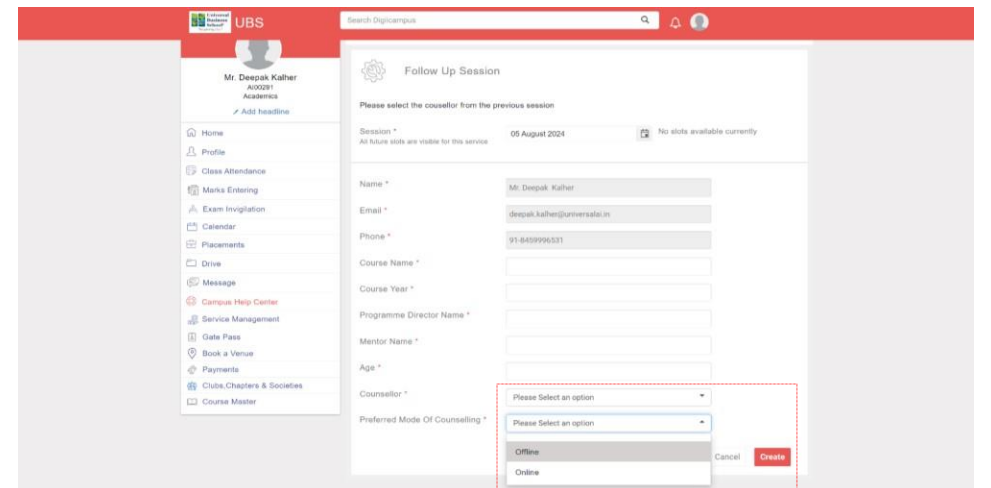 Universal
Business
School
UBS
Search Digicampus
Mr. Deepak Kalher
AI00281
Academics
Add headline
Home
Profile
Class Attendance
Marks Entering
Exam Invigilation
Calendar
Placements
Drive
Message
Campus Help Center
Service Management
Gate Pass
Book a Venue
Payments
Clubs,Chapters & Societies
Course Master
Follow Up Session
Please select the cousellor from the previous session
Session * 05 August 2024 No slots available currently
All future slots are visible for this service
Name * Mr. Deepak Kalher
Email * deepak.kalher@universalai.in
Phone * 91-8459996531
Course Name *
Course Year *
Programme Director Name *
Mentor Name *
Age *
Counsellor * Please Select an option
Preferred Mode Of Counselling * Please Select an option
Offline
Online
Cancel Create